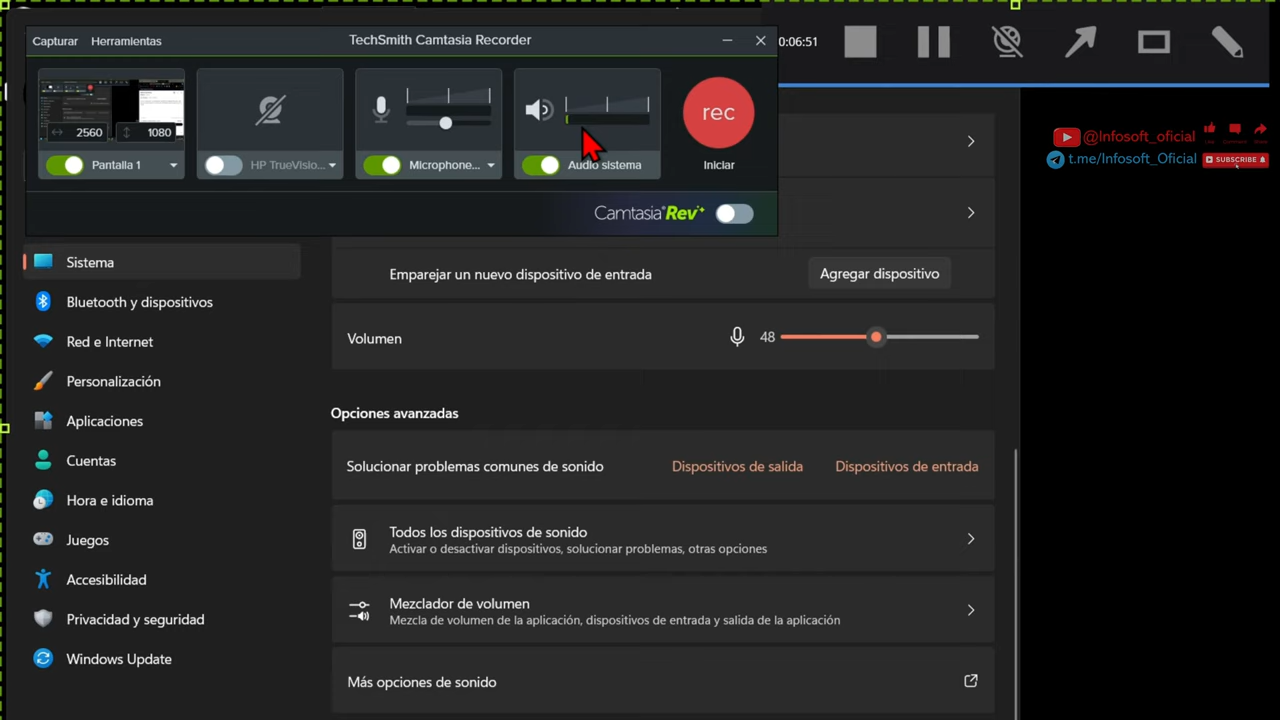 Capturar Herramientas TechSmith Camtasia Recorder
0:06:51
2560 1080
rec
Pantalla 1 HP TrueVisio... Microphone... Audio sistema Iniciar
Camtasia Rev
@Infosoft_oficial
t.me/Infosoft_Oficial SUBSCRIBE
Sistema
Bluetooth y dispositivos
Red e Internet
Personalización
Aplicaciones
Cuentas
Hora e idioma
Juegos
Accesibilidad
Privacidad y seguridad
Windows Update
Emparejar un nuevo dispositivo de entrada Agregar dispositivo
Volumen 48
Opciones avanzadas
Solucionar problemas comunes de sonido Dispositivos de salida Dispositivos de entrada
Todos los dispositivos de sonido
Activar o desactivar dispositivos, solucionar problemas, otras opciones
Mezclador de volumen
Mezcla de volumen de la aplicación, dispositivos de entrada y salida de la aplicación
Más opciones de sonido